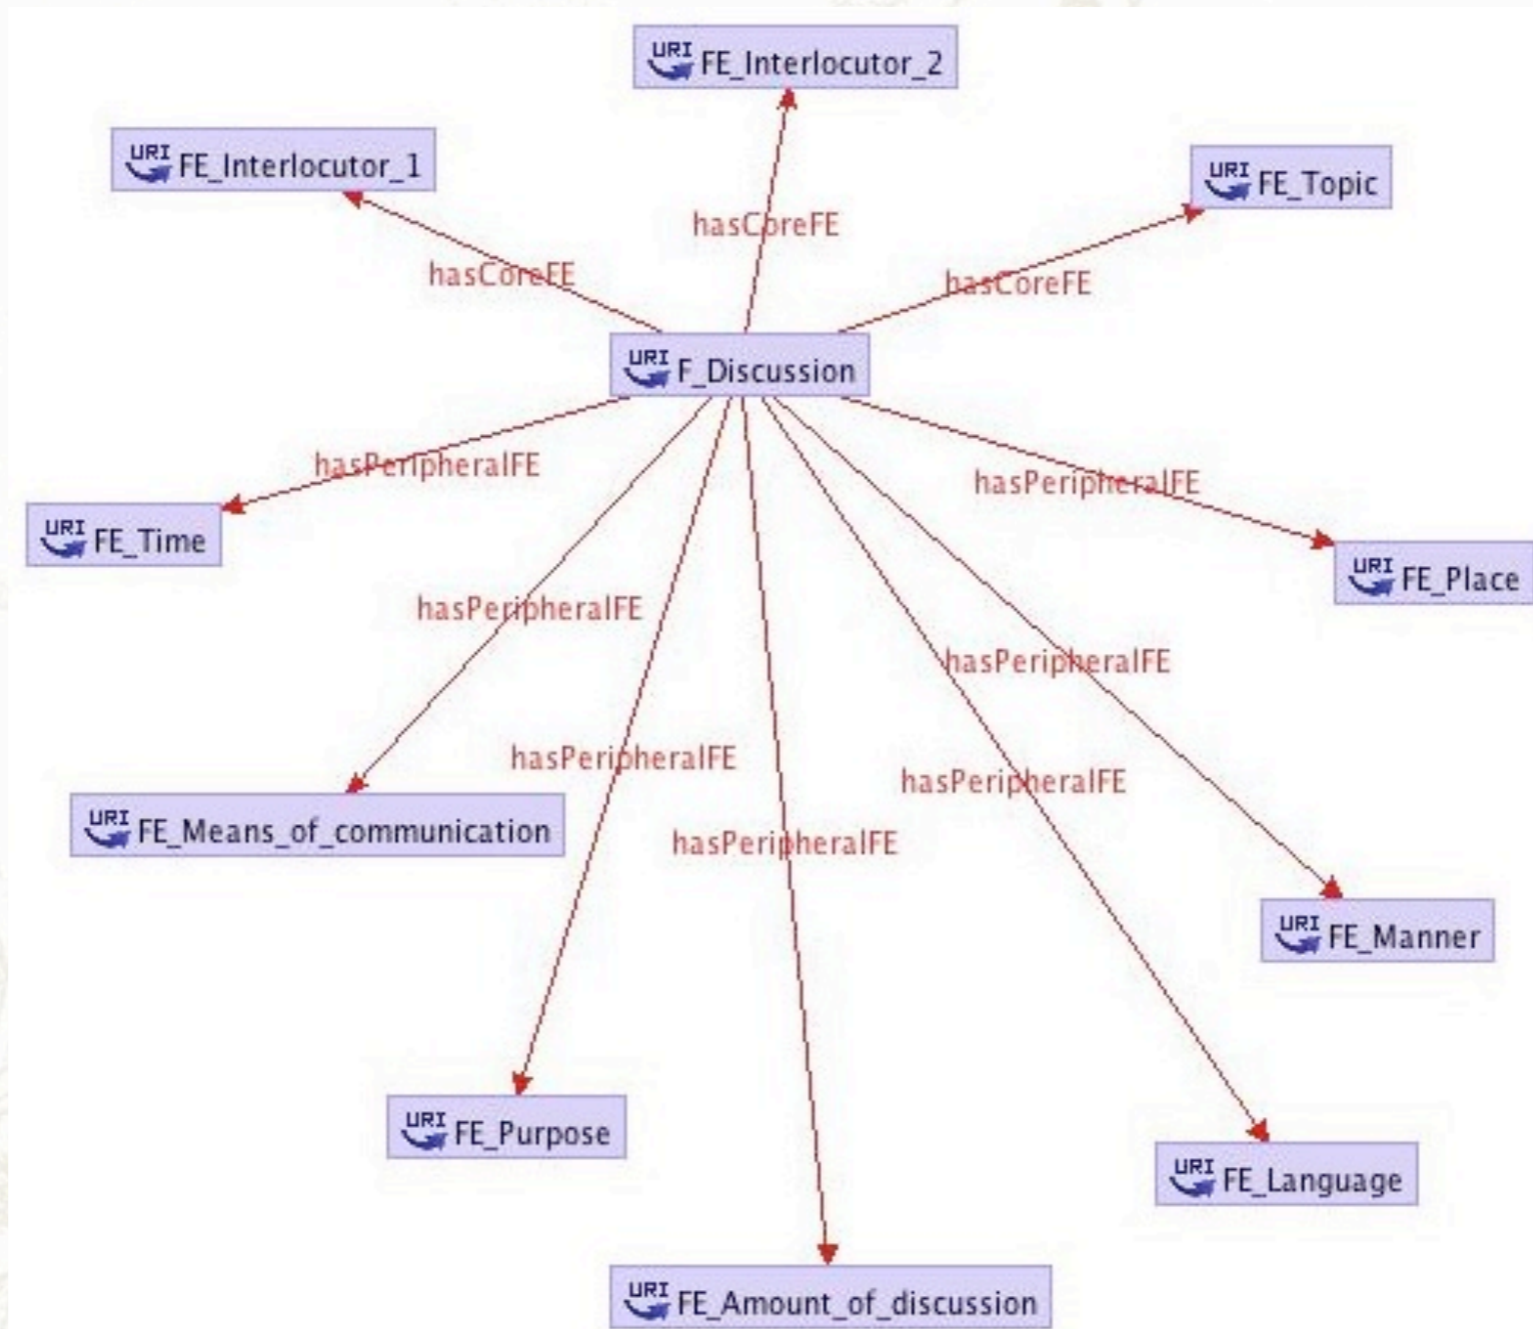 URI FE_Interlocutor_2
URI FE_Interlocutor_1
URI FE_Topic
hasCoreFE
hasCoreFE
hasCoreFE
URI F_Discussion
hasPeripheralFE
hasPeripheralFE
URI FE_Time
URI FE_Place
hasPeripheralFE
hasPeripheralFE
hasPeripheralFE
hasPeripheralFE
URI FE_Means_of_communication
hasPeripheralFE
URI FE_Manner
URI FE_Purpose
URI FE_Language
URI FE_Amount_of_discussion